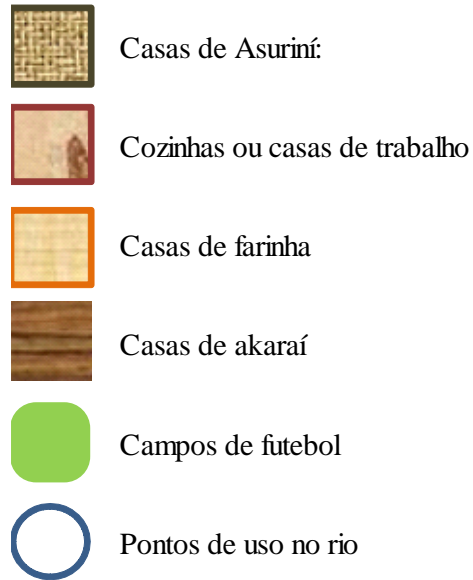 Casas de Asuriní:
Cozinhas ou casas de trabalho
Casas de farinha
Casas de akaraí
Campos de futebol
Pontos de uso no rio